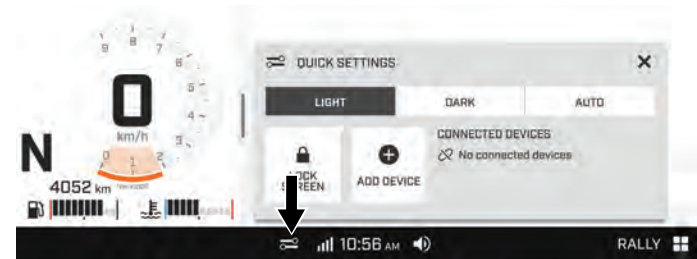 QUICK SETTINGS
LIGHT DARK AUTO
CONNECTED DEVICES
No connected devices
LOCK
SCREEN
ADD DEVICE
9 8 7
6
5
4
3
0 1 2
0
km/h
N
4052 km
10:56 AM
RALLY